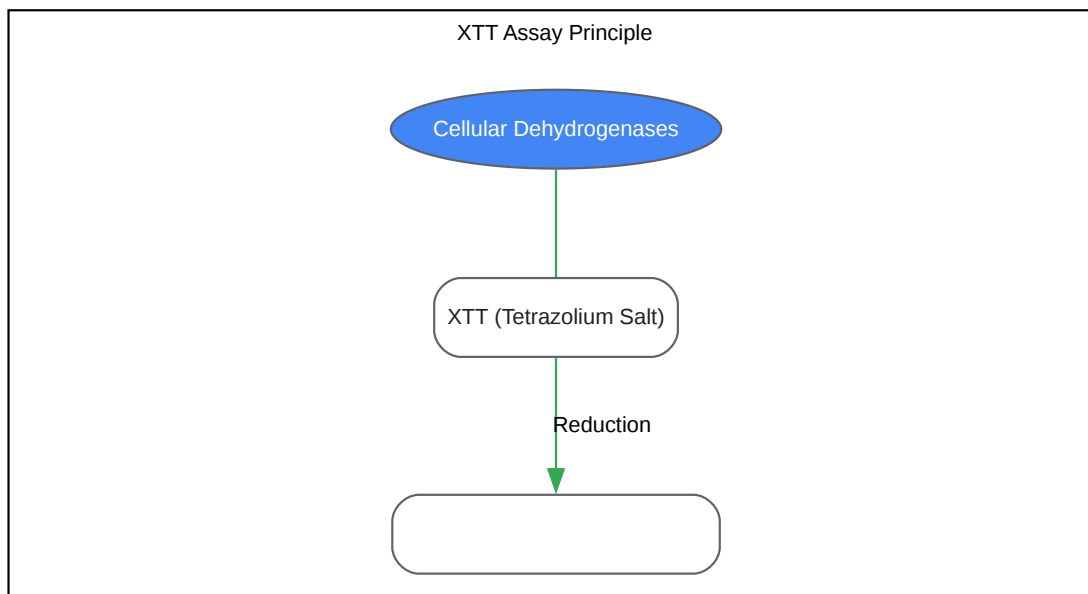 XTT Assay Principle
Cellular Dehydrogenases
XTT (Tetrazolium Salt)
Reduction